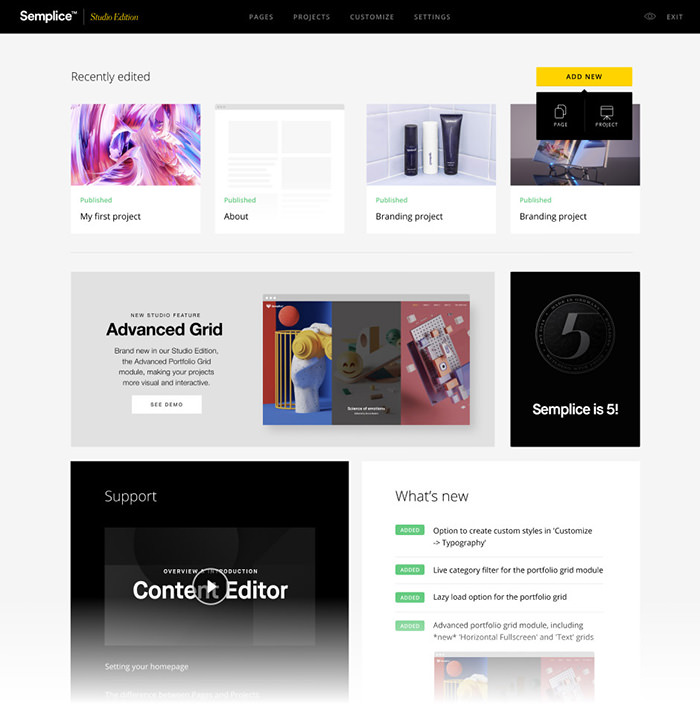 Semplice™ Studio Edition
PAGES PROJECTS CUSTOMIZE SETTINGS
EXIT
Recently edited
ADD NEW
PAGE PROJECT
Published
My first project
Published
About
Published
Branding project
Published
Branding project
NEW STUDIO FEATURE
Advanced Grid
Brand new in our Studio Edition,
the Advanced Portfolio Grid
module, making your projects
more visual and interactive.
SEE DEMO
Semplice
Science of emotions
5
Semplice is 5!
Support
OVERVIEW & INTRODUCTION
Content Editor
Setting your homepage
The difference between Pages and Projects
What's new
ADDED Option to create custom styles in 'Customize
-> Typography'
ADDED Live category filter for the portfolio grid module
ADDED Lazy load option for the portfolio grid
ADDED Advanced portfolio grid module, including
*new* 'Horizontal Fullscreen' and 'Text' grids